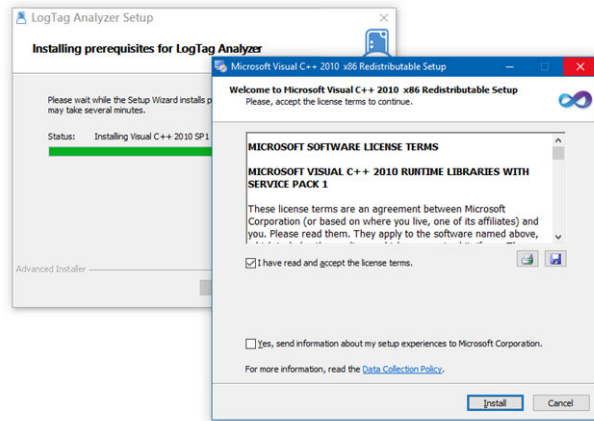 LogTag Analyzer Setup
Installing prerequisites for LogTag Analyzer
Please wait while the Setup Wizard installs
may take several minutes.
Status: Installing Visual C++ 2010 SP1
Advanced Installer
Microsoft Visual C++ 2010 x86 Redistributable Setup
Welcome to Microsoft Visual C++ 2010 x86 Redistributable Setup
Please, accept the license terms to continue.
MICROSOFT SOFTWARE LICENSE TERMS
MICROSOFT VISUAL C++ 2010 RUNTIME LIBRARIES WITH
SERVICE PACK 1
These license terms are an agreement between Microsoft
Corporation (or based on where you live, one of its affiliates) and
you. Please read them. They apply to the software named above,
I have read and accept the license terms.
Yes, send information about my setup experiences to Microsoft Corporation.
For more information, read the Data Collection Policy.
Install Cancel